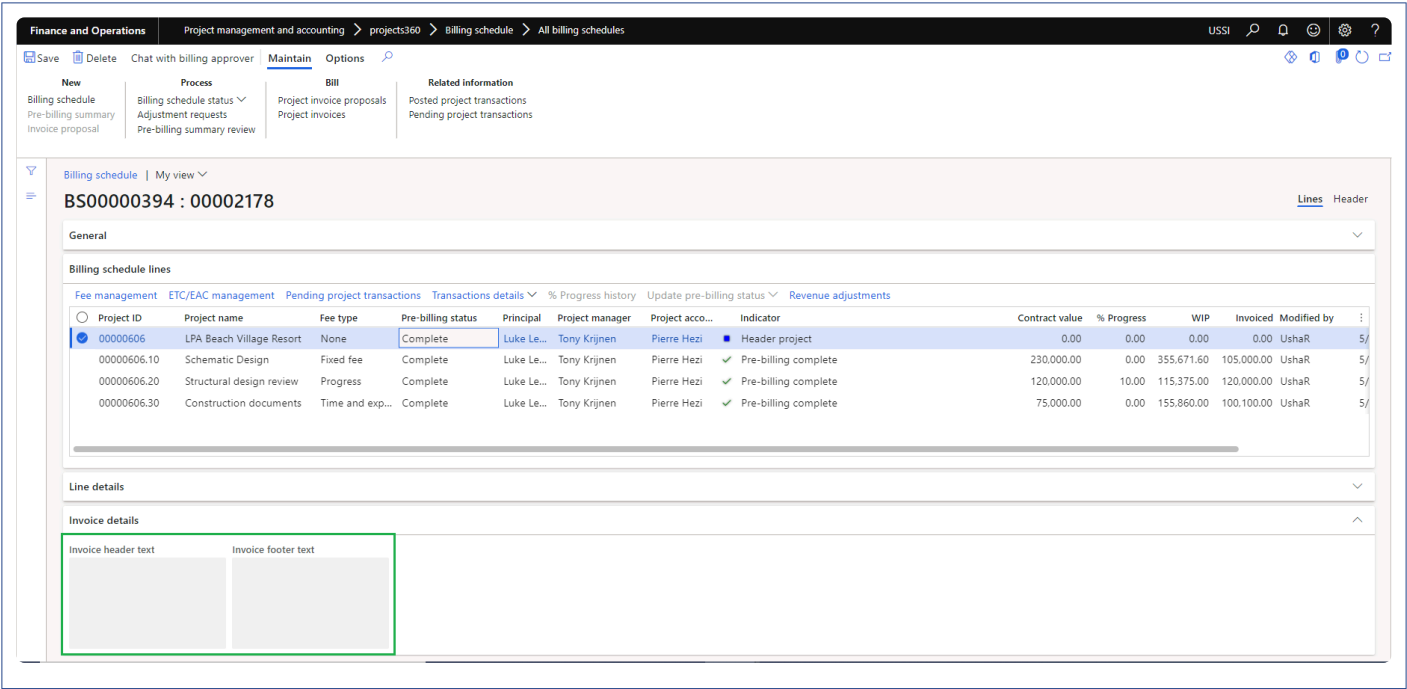 Finance and Operations Project management and accounting > projects360 > Billing schedule > All billing schedules USSI ?
Save Delete Chat with billing approver Maintain Options 0
New Process Bill Related information
Billing schedule Billing schedule status Project invoice proposals Posted project transactions
Pre-billing summary Adjustment requests Project invoices Pending project transactions
Invoice proposal Pre-billing summary review
Billing schedule | My view
BS00000394 : 00002178 Lines Header
General
Billing schedule lines
Fee management ETC/EAC management Pending project transactions Transactions details % Progress history Update pre-billing status Revenue adjustments
Project ID Project name Fee type Pre-billing status Principal Project manager Project acco... Indicator Contract value % Progress WIP Invoiced Modified by
00000606 LPA Beach Village Resort None Complete Luke Le... Tony Krijnen Pierre Hezi Header project 0.00 0.00 0.00 0.00 UshaR 5/
00000606.10 Schematic Design Fixed fee Complete Luke Le... Tony Krijnen Pierre Hezi Pre-billing complete 230,000.00 0.00 355,671.60 105,000.00 UshaR 5/
00000606.20 Structural design review Progress Complete Luke Le... Tony Krijnen Pierre Hezi Pre-billing complete 120,000.00 10.00 115,375.00 120,000.00 UshaR 5/
00000606.30 Construction documents Time and exp... Complete Luke Le... Tony Krijnen Pierre Hezi Pre-billing complete 75,000.00 0.00 155,860.00 100,100.00 UshaR 5/
Line details
Invoice details
Invoice header text Invoice footer text